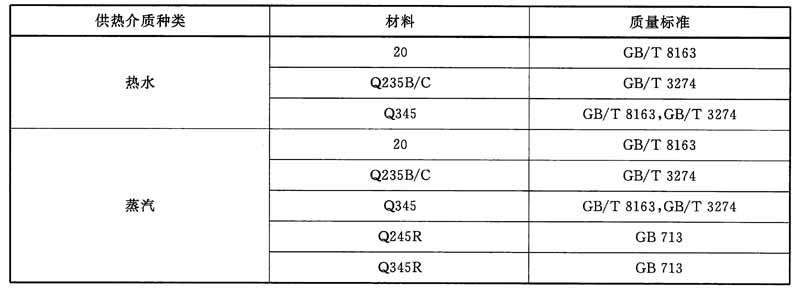 供热介质种类 材料 质量标准
热水 20 GB/T 8163
Q235B/C GB/T 3274
Q345 GB/T 8163,GB/T 3274
蒸汽 20 GB/T 8163
Q235B/C GB/T 3274
Q345 GB/T 8163,GB/T 3274
Q245R GB 713
Q345R GB 713